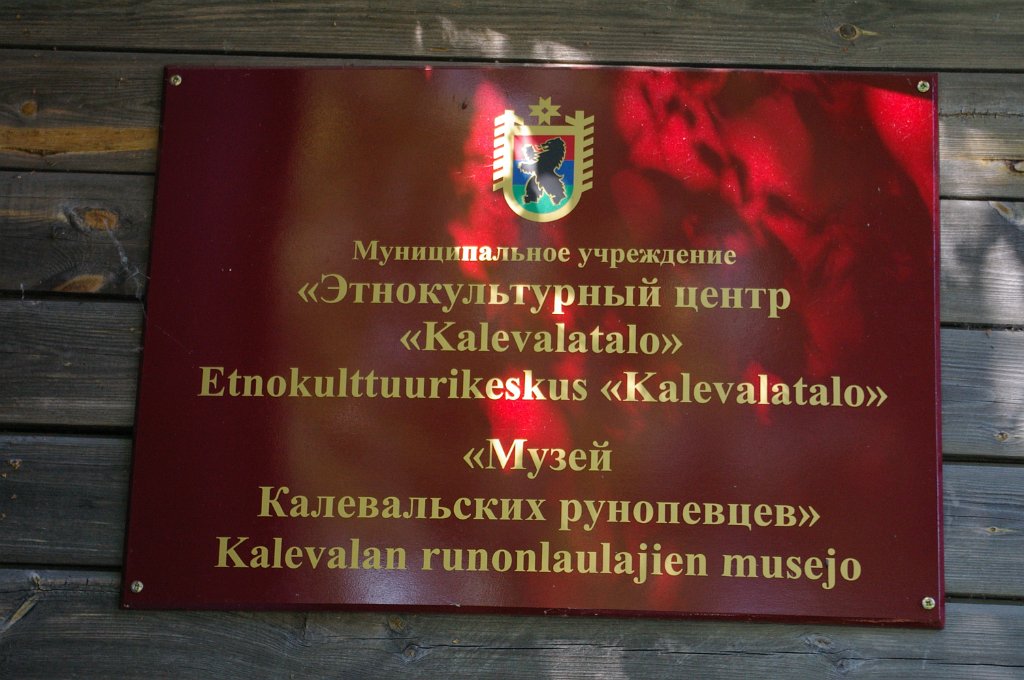 Муниципальное учреждение
«Этнокультурный центр
«Kalevalatalo»
Etnokulttuurikeskus «Kalevalatalo»
«Музей
Калевальских рунопевцев»
Kalevalan runonlaulajien musejo